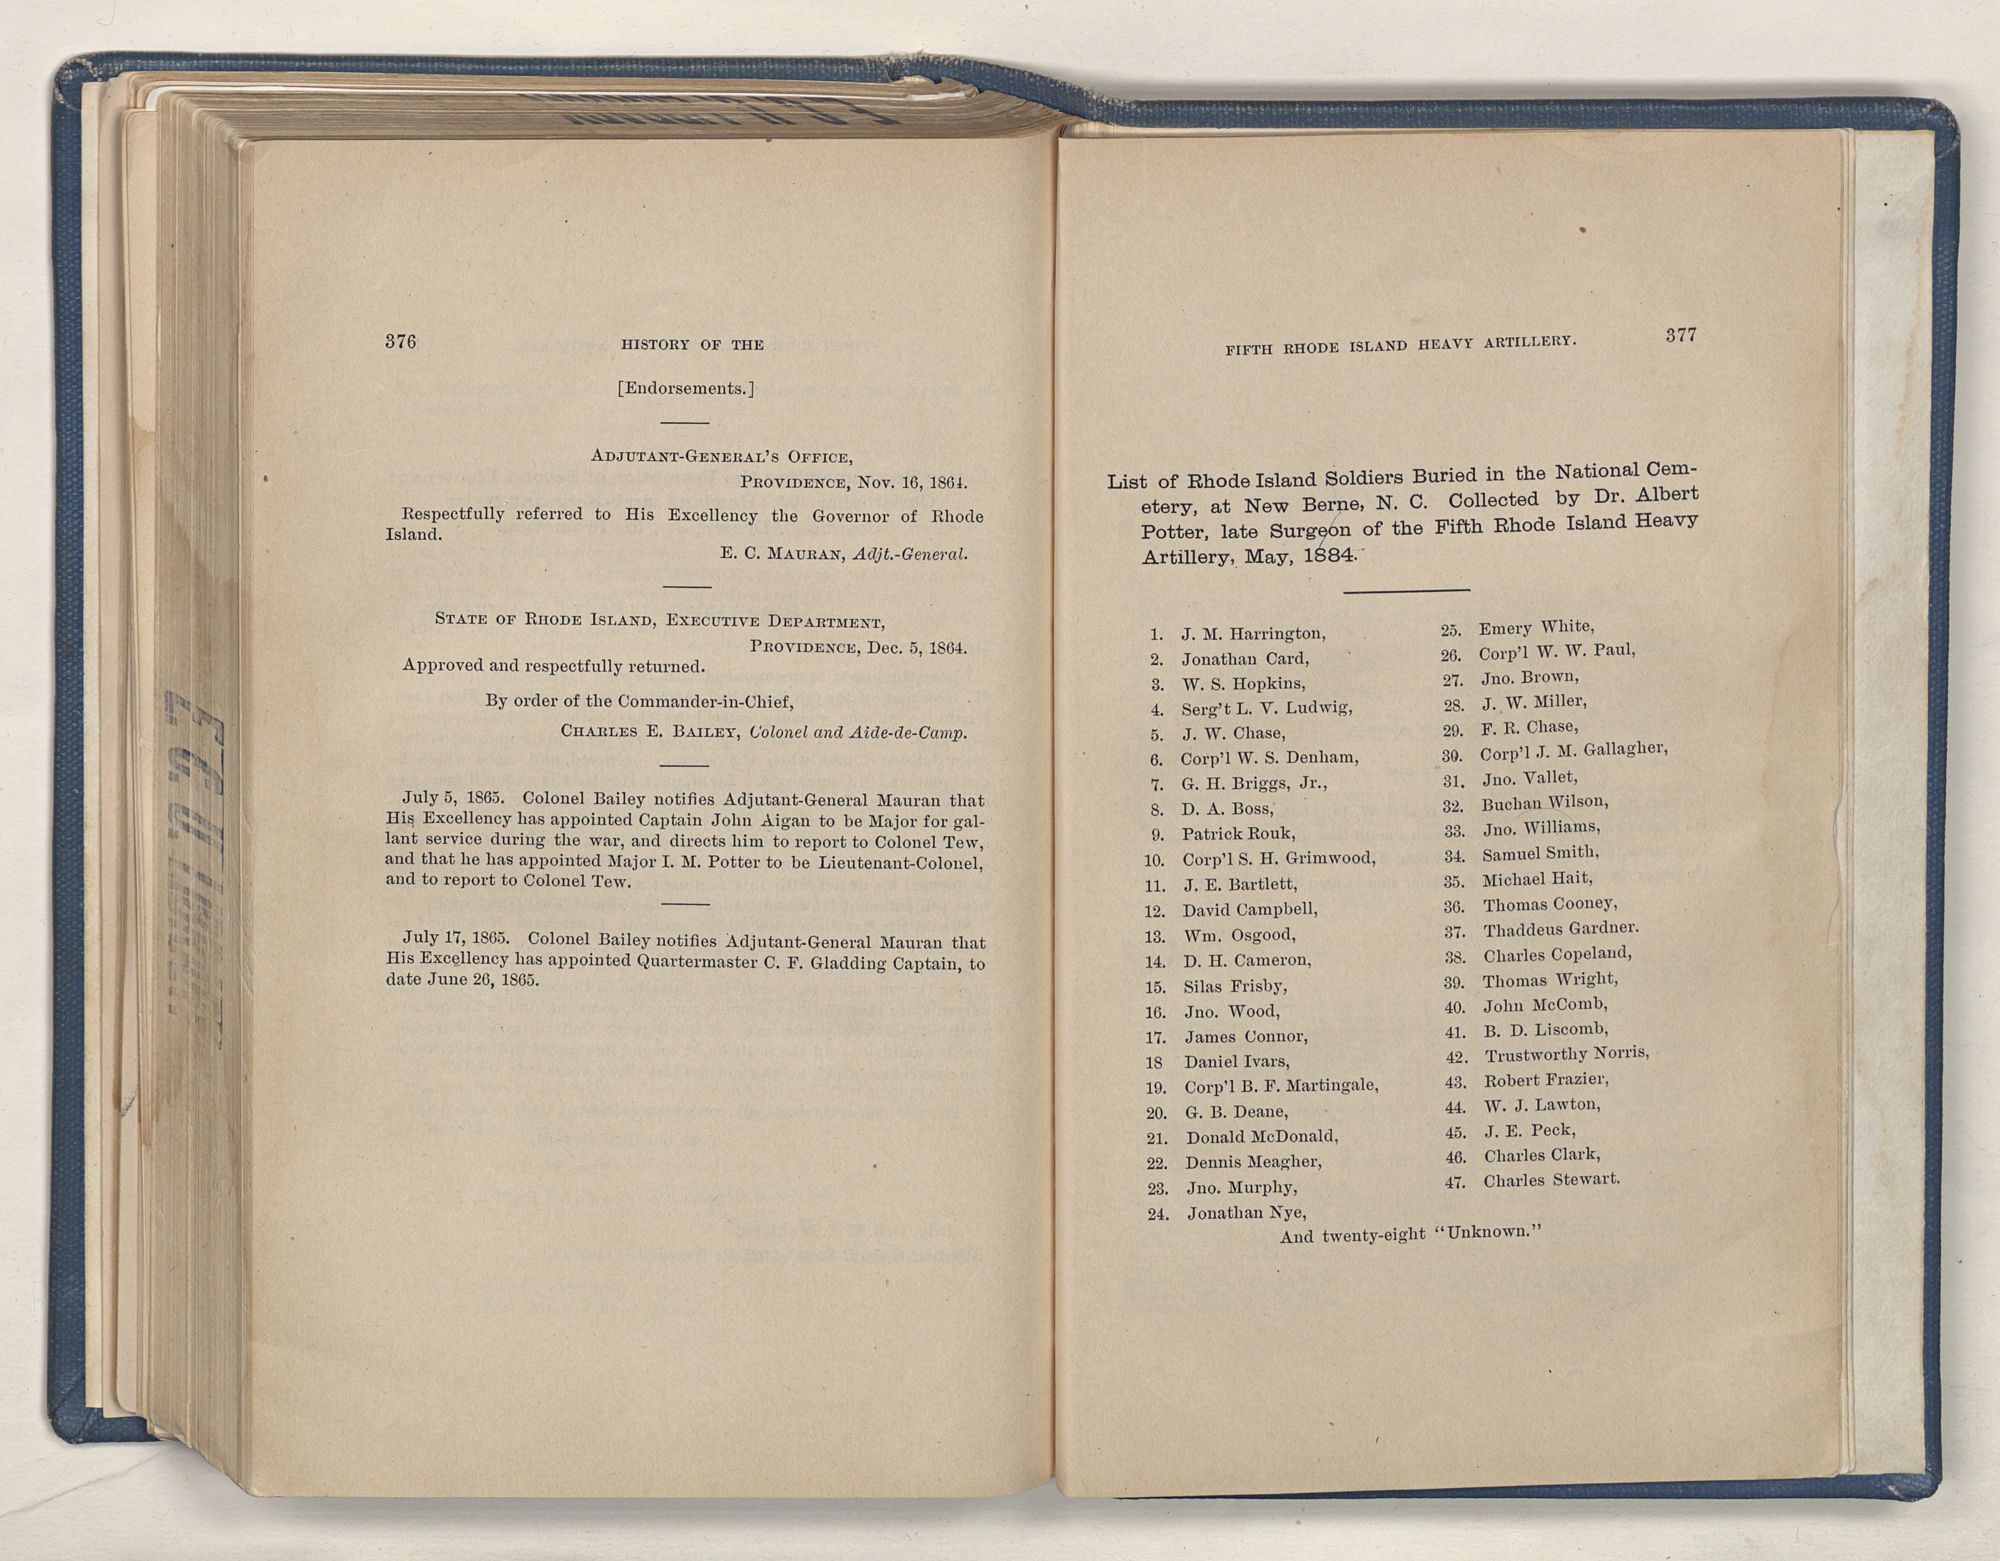 376
HISTORY OF THE
[Endorsements.]
ADJUTANT-GENERAL'S OFFICE,
PROVIDENCE, NOV. 16, 1864.
Respectfully referred to His Excellency the Governor of Rhode
Island.
E. C. MAURAN, Adjt.-General.
STATE OF RHODE ISLAND, EXECUTIVE DEPARTMENT,
PROVIDENCE, Dec. 5, 1864.
Approved and respectfully returned.
By order of the Commander-in-Chief,
CHARLES E. BAILEY, Colonel and Aide-de-Camp.
July 5, 1865. Colonel Bailey notifies Adjutant-General Mauran that
His Excellency has appointed Captain John Aigan to be Major for gal-
lant service during the war, and directs him to report to Colonel Tew,
and that he has appointed Major I. M. Potter to be Lieutenant-Colonel,
and to report to Colonel Tew.
July 17, 1865. Colonel Bailey notifies Adjutant-General Mauran that
His Excellency has appointed Quartermaster C. F. Gladding Captain, to
date June 26, 1865.
FIFTH RHODE ISLAND HEAVY ARTILLERY.
377
List of Rhode Island Soldiers Buried in the National Cem-
etery, at New Berne, N. C. Collected by Dr. Albert
Potter, late Surgeon of the Fifth Rhode Island Heavy
Artillery, May, 1884.
1. J. M. Harrington,
2. Jonathan Card,
3. W. S. Hopkins,
4. Serg't L. V. Ludwig,
5. J. W. Chase,
6. Corp'l W. S. Denham,
7. G. H. Briggs, Jr.,
8. D. A. Boss,
9. Patrick Rouk,
10. Corp'l S. H. Grimwood,
11. J. E. Bartlett,
12. David Campbell,
13. Wm. Osgood,
14. D. H. Cameron,
15. Silas Frisby,
16. Jno. Wood,
17. James Connor,
18 Daniel Ivars,
19. Corp'l B. F. Martingale,
20. G. B. Deane,
21. Donald McDonald,
22. Dennis Meagher,
23. Jno. Murphy,
24. Jonathan Nye,
25. Emery White,
26. Corp'l W. W. Paul,
27. Jno. Brown,
28. J. W. Miller,
29. F. R. Chase,
30. Corp'l J. M. Gallagher,
31. Jno. Vallet,
32. Buchan Wilson,
33. Jno. Williams,
34. Samuel Smith,
35. Michael Hait,
36. Thomas Cooney,
37. Thaddeus Gardner.
38. Charles Copeland,
39. Thomas Wright,
40. John McComb,
41. B. D. Liscomb,
42. Trustworthy Norris,
43. Robert Frazier,
44. W. J. Lawton,
45. J. E. Peck,
46. Charles Clark,
47. Charles Stewart.
And twenty-eight "Unknown."